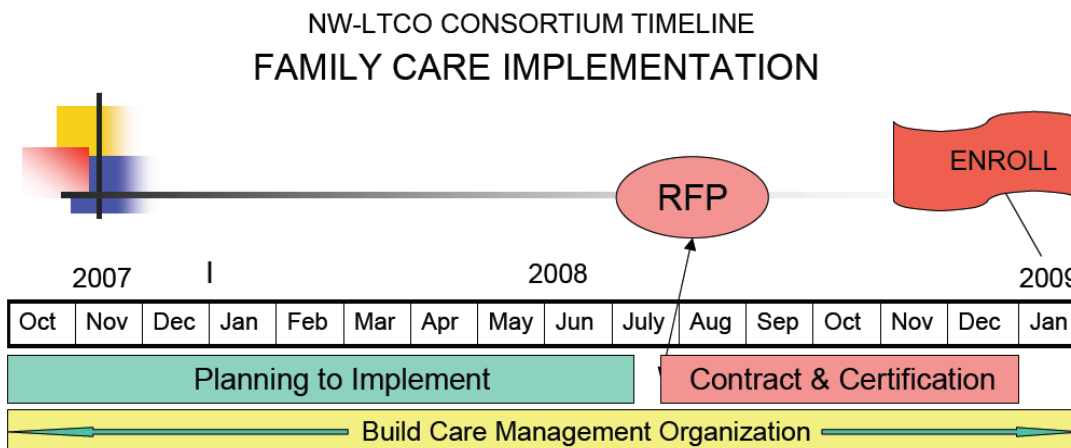 NW-LTCO CONSORTIUM TIMELINE
FAMILY CARE IMPLEMENTATION
ENROLL
RFP
2007 | 2008 2009
Oct Nov Dec Jan Feb Mar Apr May Jun July Aug Sep Oct Nov Dec Jan
Planning to Implement Contract & Certification
Build Care Management Organization